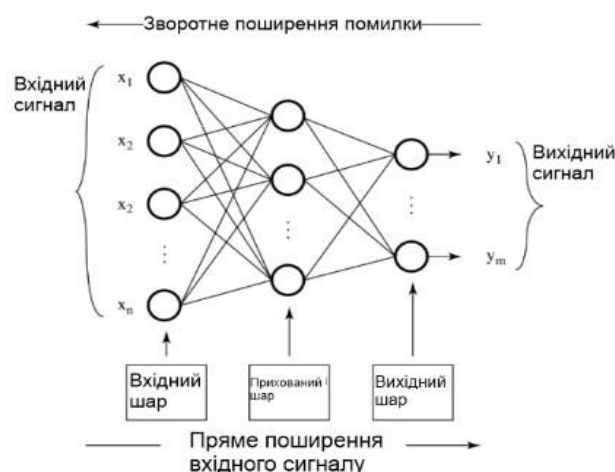 Зворотне поширення помилки
Вхідний
сигнал
x₁
x₂
x₂
⋮
xₙ
⋮
y₁
⋮
yₘ
Вихідний
сигнал
Вхідний
шар
Прихований
шар
Вихідний
шар
Пряме поширення
вхідного сигналу